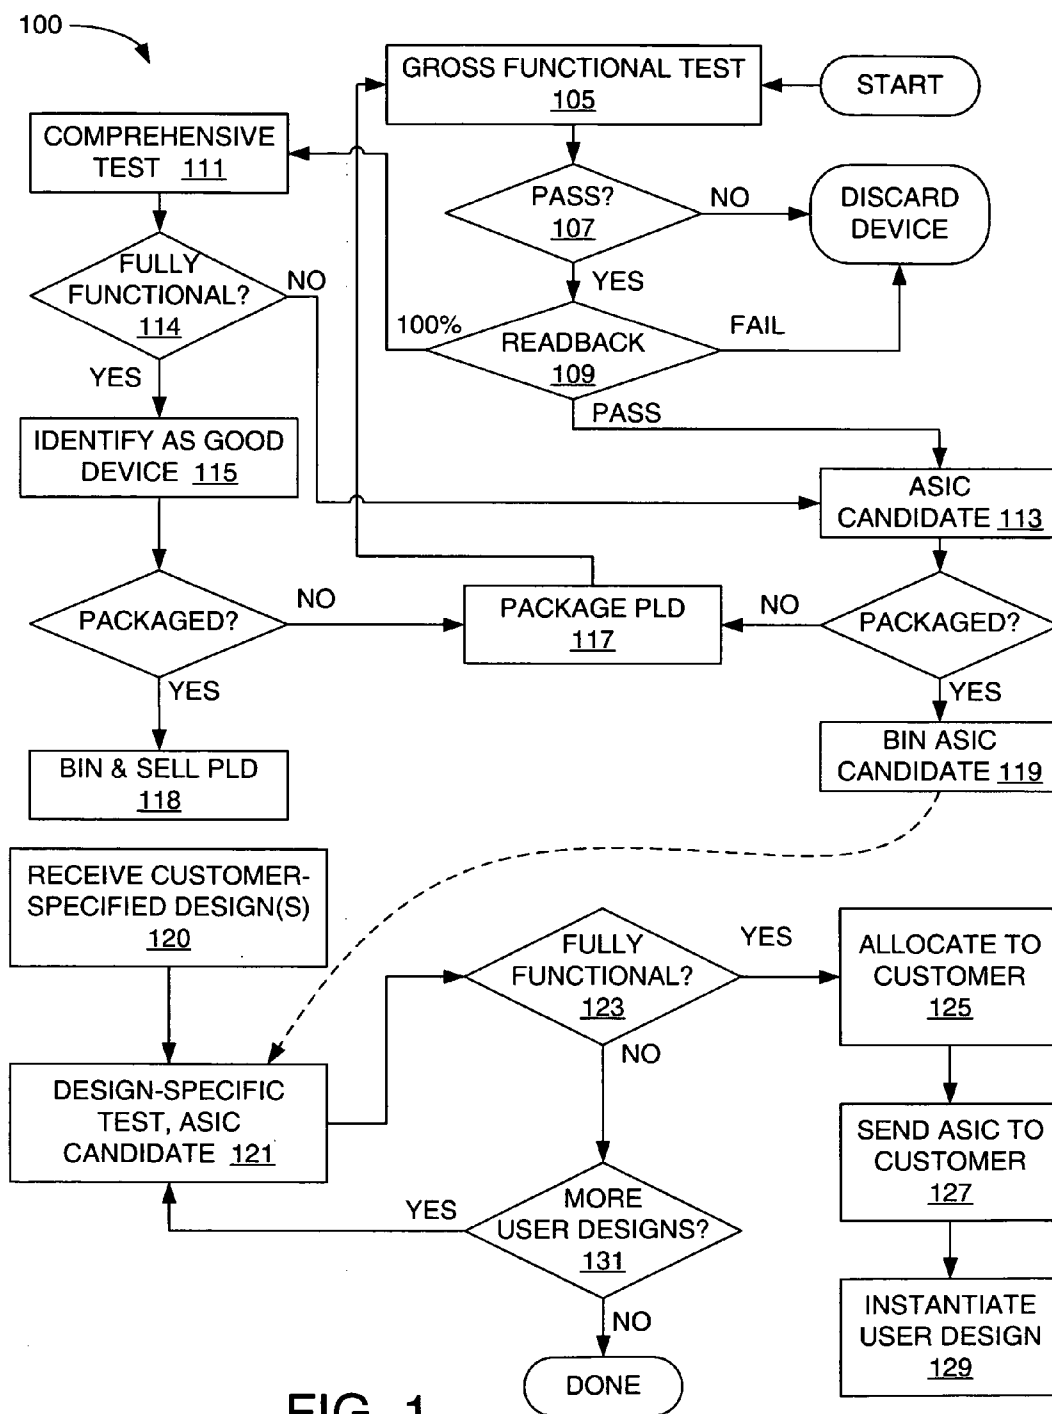 100
GROSS FUNCTIONAL TEST
105
START
COMPREHENSIVE
TEST 111
PASS?
107
NO
DISCARD
DEVICE
YES
FULLY
FUNCTIONAL?
114
NO
100%
READBACK
109
FAIL
PASS
YES
IDENTIFY AS GOOD
DEVICE 115
ASIC
CANDIDATE 113
PACKAGED?
NO
PACKAGE PLD
117
NO
PACKAGED?
YES
YES
BIN & SELL PLD
118
BIN ASIC
CANDIDATE 119
RECEIVE CUSTOMER-
SPECIFIED DESIGN(S)
120
FULLY
FUNCTIONAL?
123
YES
ALLOCATE TO
CUSTOMER
125
NO
DESIGN-SPECIFIC
TEST, ASIC
CANDIDATE 121
SEND ASIC TO
CUSTOMER
127
YES
MORE
USER DESIGNS?
131
INSTANTIATE
USER DESIGN
129
NO
DONE
FIG. 1